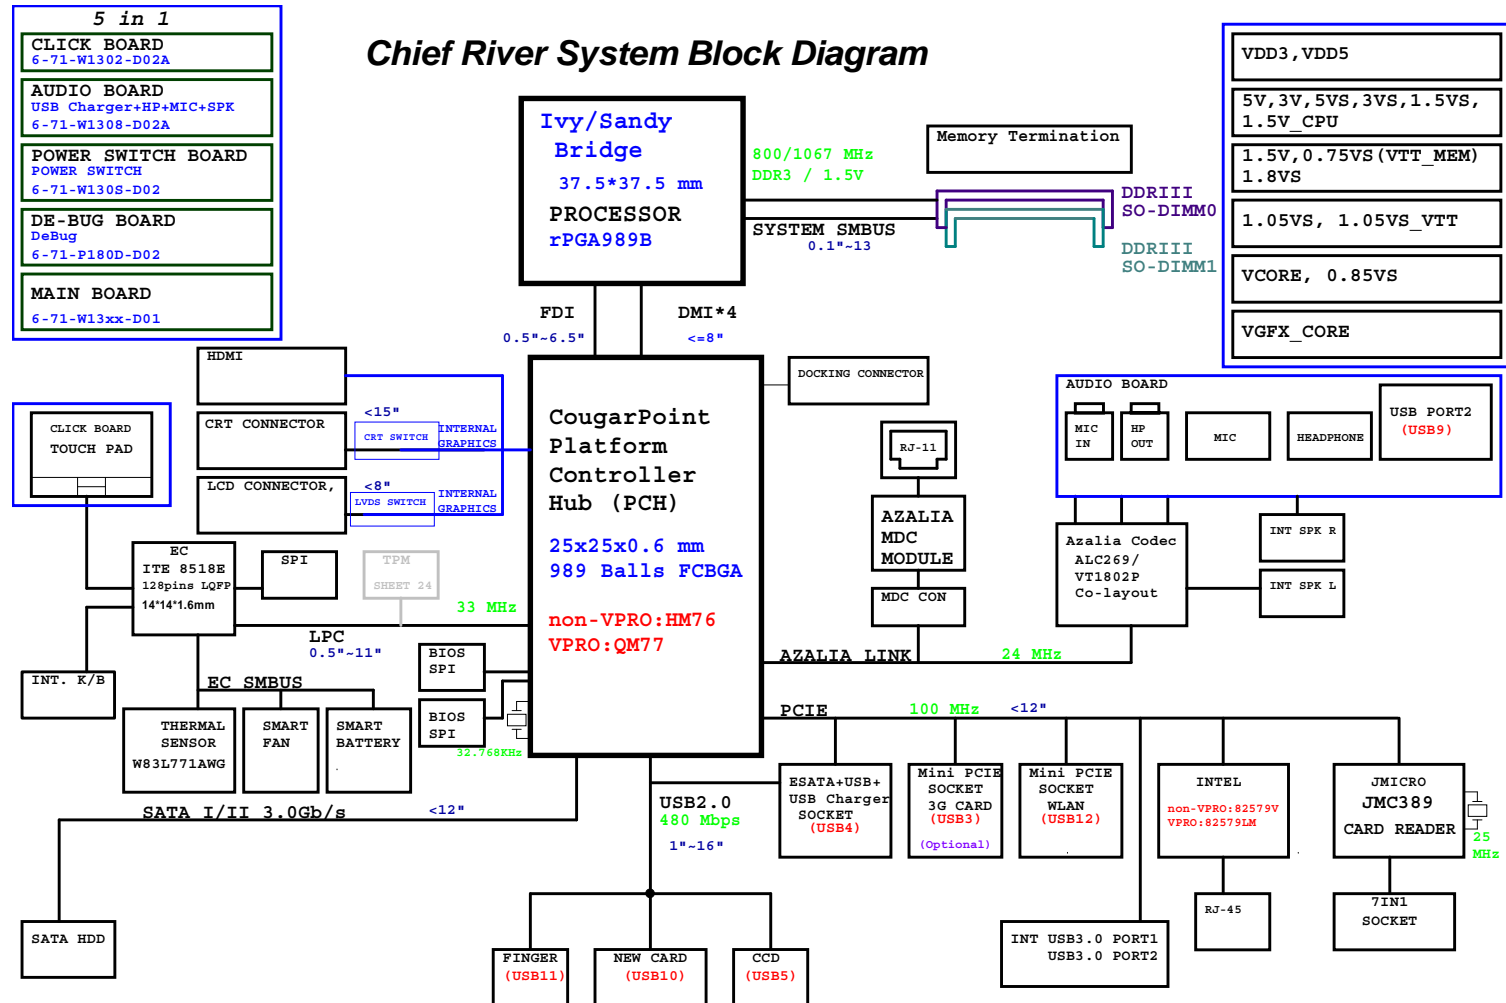 5 in 1
CLICK BOARD
6-71-W1302-D02A
AUDIO BOARD
USB Charger+HP+MIC+SPK
6-71-W1308-D02A
POWER SWITCH BOARD
POWER SWITCH
6-71-W130S-D02
DE-BUG BOARD
DeBug
6-71-P180D-D02
MAIN BOARD
6-71-W13xx-D01
Chief River System Block Diagram
Ivy/Sandy
Bridge
37.5*37.5 mm
PROCESSOR
rPGA989B
800/1067 MHz
DDR3 / 1.5V
SYSTEM SMBUS
0.1"~13
Memory Termination
DDRIII
SO-DIMM0
DDRIII
SO-DIMM1
VDD3,VDD5
5V,3V,5VS,3VS,1.5VS,
1.5V_CPU
1.5V,0.75VS(VTT_MEM)
1.8VS
1.05VS, 1.05VS_VTT
VCORE, 0.85VS
VGFX_CORE
FDI
0.5"~6.5"
DMI*4
<=8"
HDMI
CRT CONNECTOR
<15"
CRT SWITCH
INTERNAL
GRAPHICS
LCD CONNECTOR,
<8"
LVDS SWITCH
INTERNAL
GRAPHICS
CLICK BOARD
TOUCH PAD
CougarPoint
Platform
Controller
Hub (PCH)
25x25x0.6 mm
989 Balls FCBGA
non-VPRO:HM76
VPRO:QM77
DOCKING CONNECTOR
RJ-11
AZALIA
MDC
MODULE
MDC CON
AUDIO BOARD
MIC
IN
HP
OUT
MIC
HEADPHONE
USB PORT2
(USB9)
Azalia Codec
ALC269/
VT1802P
Co-layout
INT SPK R
INT SPK L
AZALIA LINK
24 MHz
EC
ITE 8518E
128pins LQFP
14*14*1.6mm
SPI
TPM
SHEET 24
33 MHz
LPC
0.5"~11"
INT. K/B
EC SMBUS
THERMAL
SENSOR
W83L771AWG
SMART
FAN
SMART
BATTERY
BIOS
SPI
BIOS
SPI
32.768KHz
PCIE
100 MHz
<12"
SATA I/II 3.0Gb/s
<12"
USB2.0
480 Mbps
1"~16"
ESATA+USB+
USB Charger
SOCKET
(USB4)
Mini PCIE
SOCKET
3G CARD
(USB3)
(Optional)
Mini PCIE
SOCKET
WLAN
(USB12)
INTEL
non-VPRO:82579V
VPRO:82579LM
JMICRO
JMC389
CARD READER
25
MHz
SATA HDD
FINGER
(USB11)
NEW CARD
(USB10)
CCD
(USB5)
INT USB3.0 PORT1
USB3.0 PORT2
RJ-45
7IN1
SOCKET